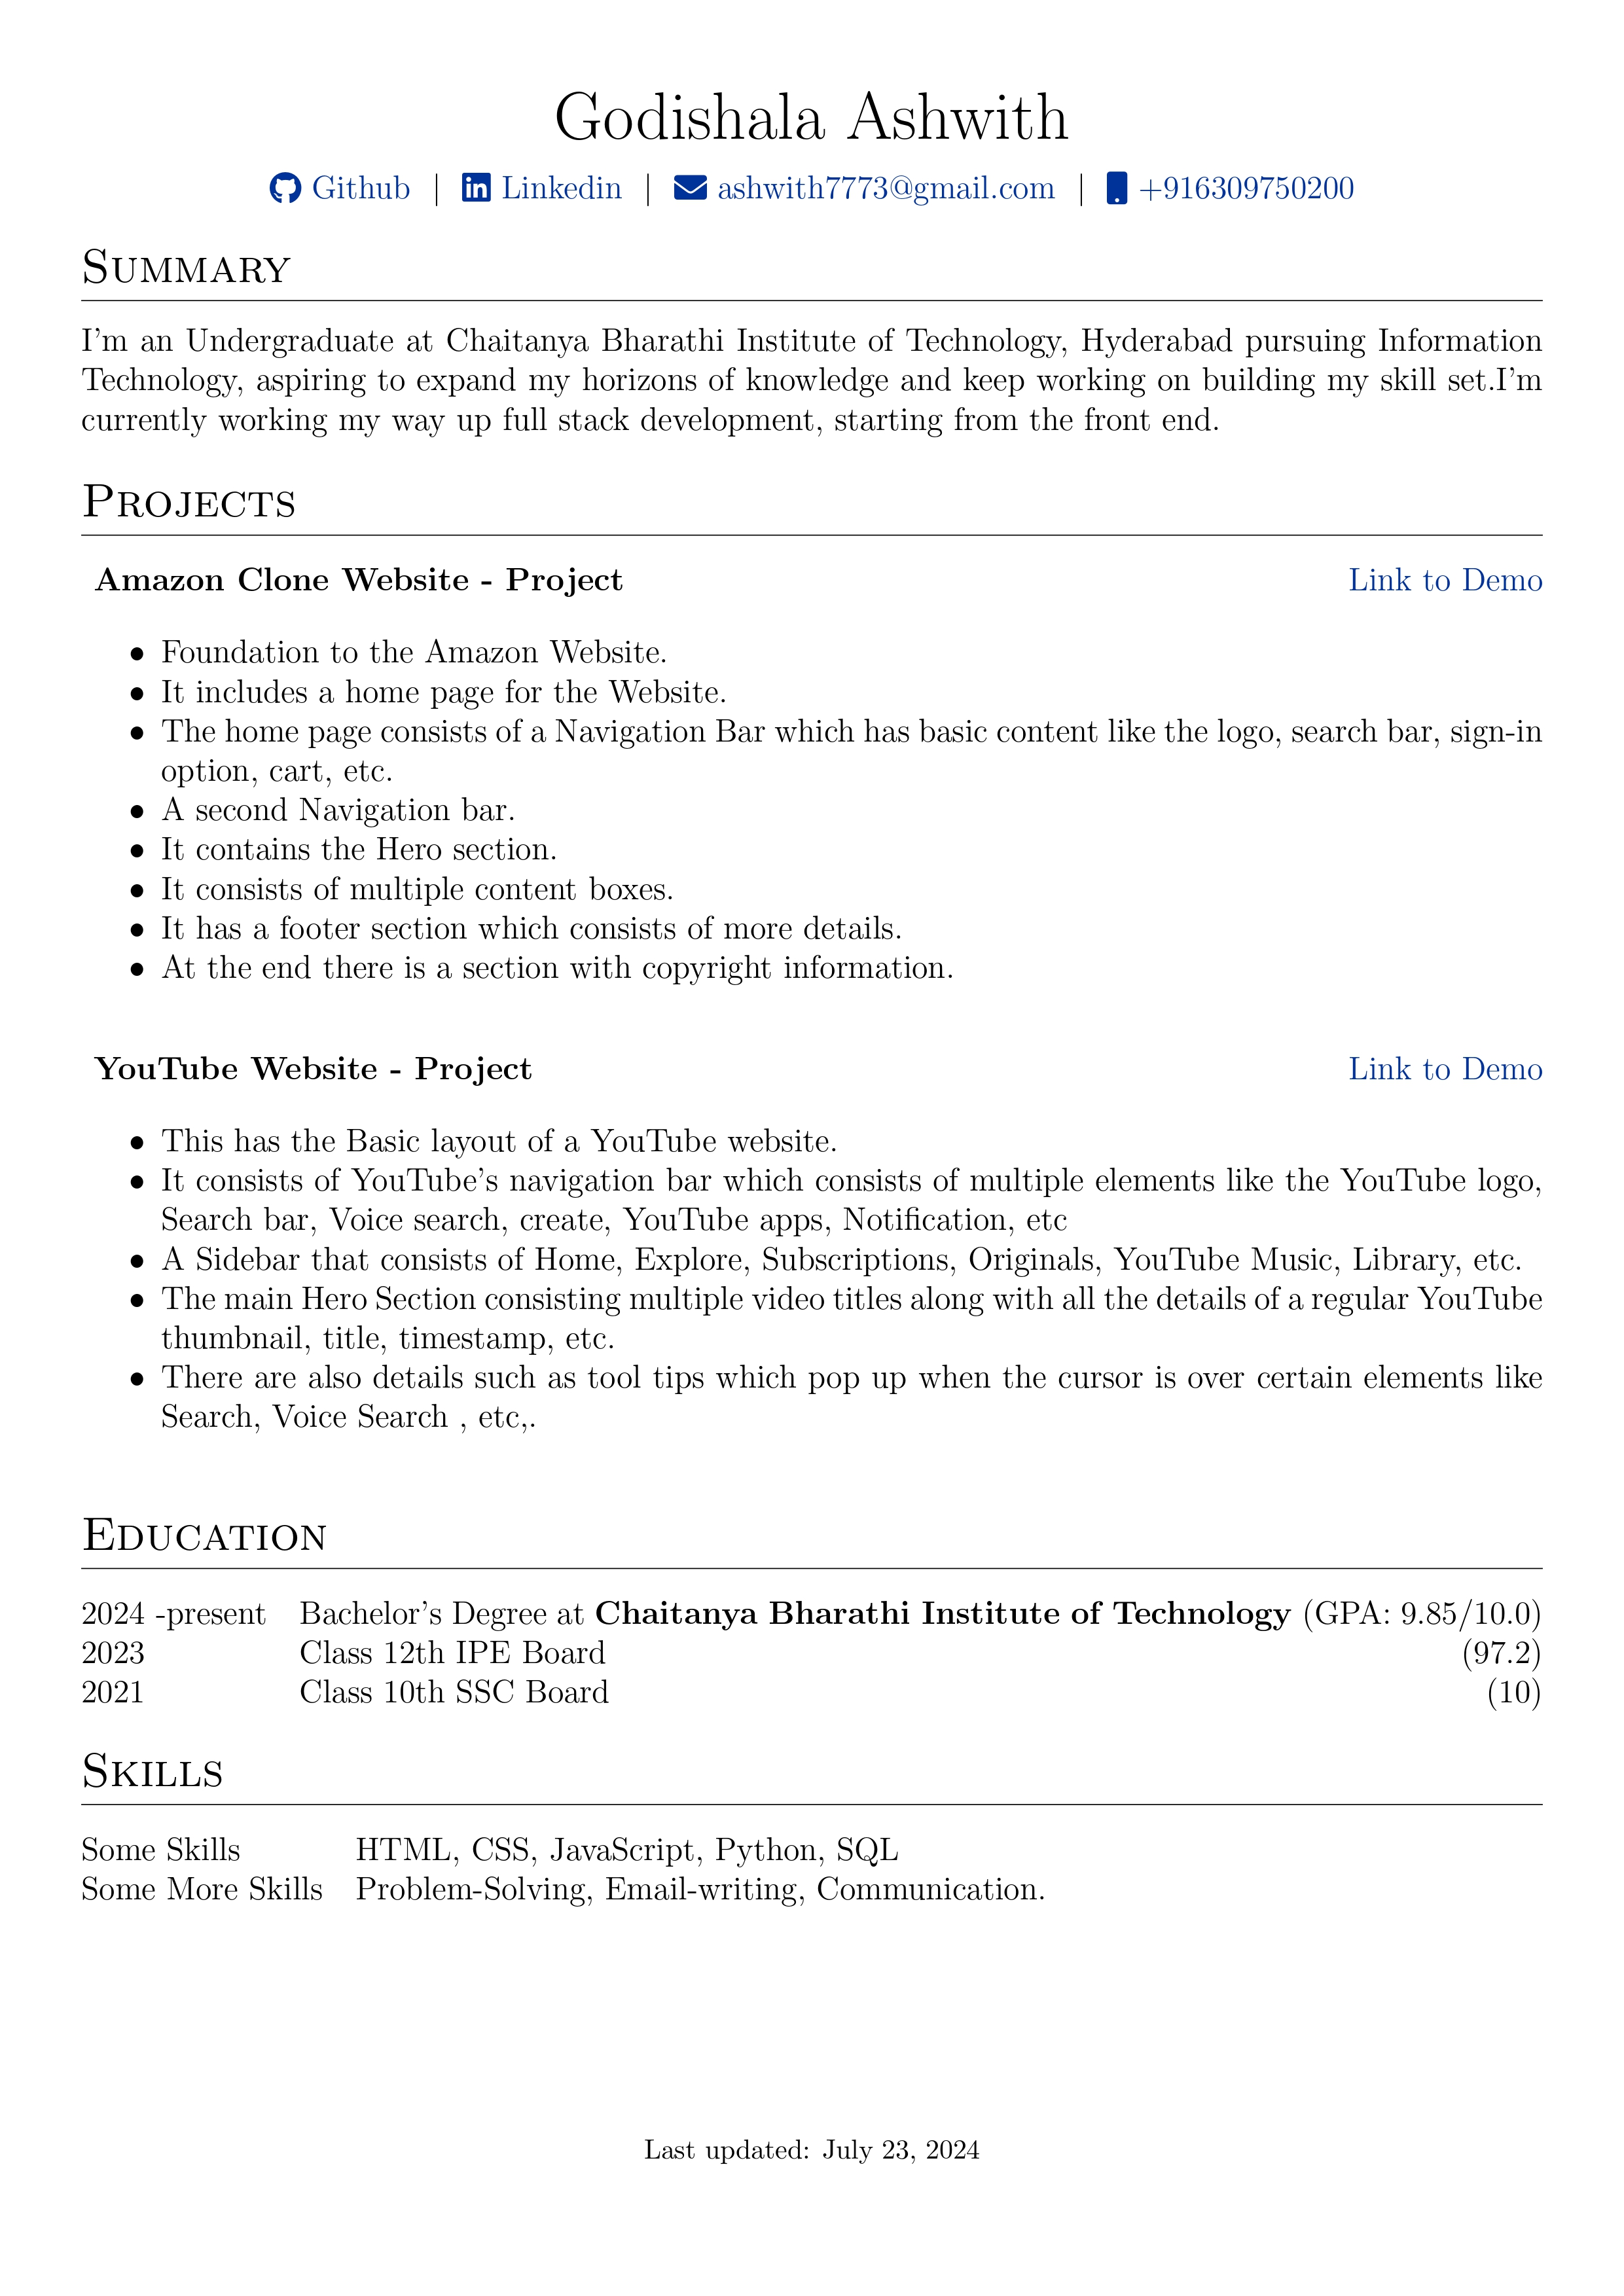 Godishala Ashwith
Github | Linkedin | ashwith7773@gmail.com | +916309750200
Summary
I'm an Undergraduate at Chaitanya Bharathi Institute of Technology, Hyderabad pursuing Information
Technology, aspiring to expand my horizons of knowledge and keep working on building my skill set.I'm
currently working my way up full stack development, starting from the front end.
Projects
Amazon Clone Website - Project Link to Demo
• Foundation to the Amazon Website.
• It includes a home page for the Website.
• The home page consists of a Navigation Bar which has basic content like the logo, search bar, sign-in
option, cart, etc.
• A second Navigation bar.
• It contains the Hero section.
• It consists of multiple content boxes.
• It has a footer section which consists of more details.
• At the end there is a section with copyright information.
YouTube Website - Project Link to Demo
• This has the Basic layout of a YouTube website.
• It consists of YouTube's navigation bar which consists of multiple elements like the YouTube logo,
Search bar, Voice search, create, YouTube apps, Notification, etc
• A Sidebar that consists of Home, Explore, Subscriptions, Originals, YouTube Music, Library, etc.
• The main Hero Section consisting multiple video titles along with all the details of a regular YouTube
thumbnail, title, timestamp, etc.
• There are also details such as tool tips which pop up when the cursor is over certain elements like
Search, Voice Search , etc,.
Education
2024 -present Bachelor's Degree at Chaitanya Bharathi Institute of Technology (GPA: 9.85/10.0)
2023 Class 12th IPE Board (97.2)
2021 Class 10th SSC Board (10)
Skills
Some Skills HTML, CSS, JavaScript, Python, SQL
Some More Skills Problem-Solving, Email-writing, Communication.
Last updated: July 23, 2024